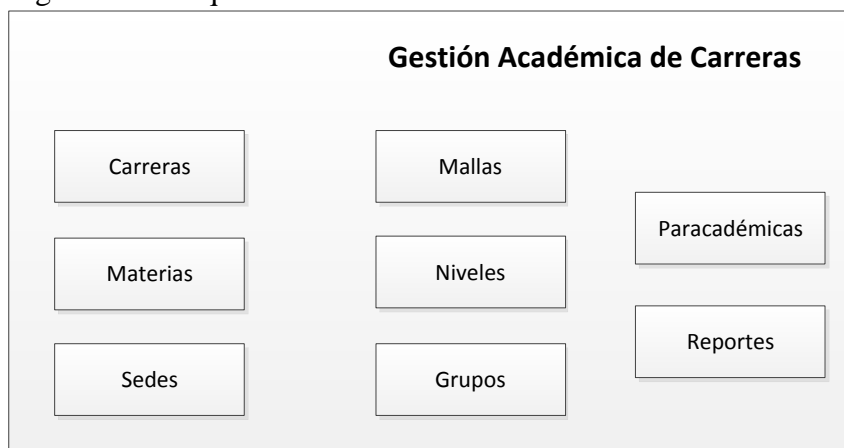 Gestión Académica de Carreras
Carreras
Mallas
Paracadémicas
Materias
Niveles
Reportes
Sedes
Grupos